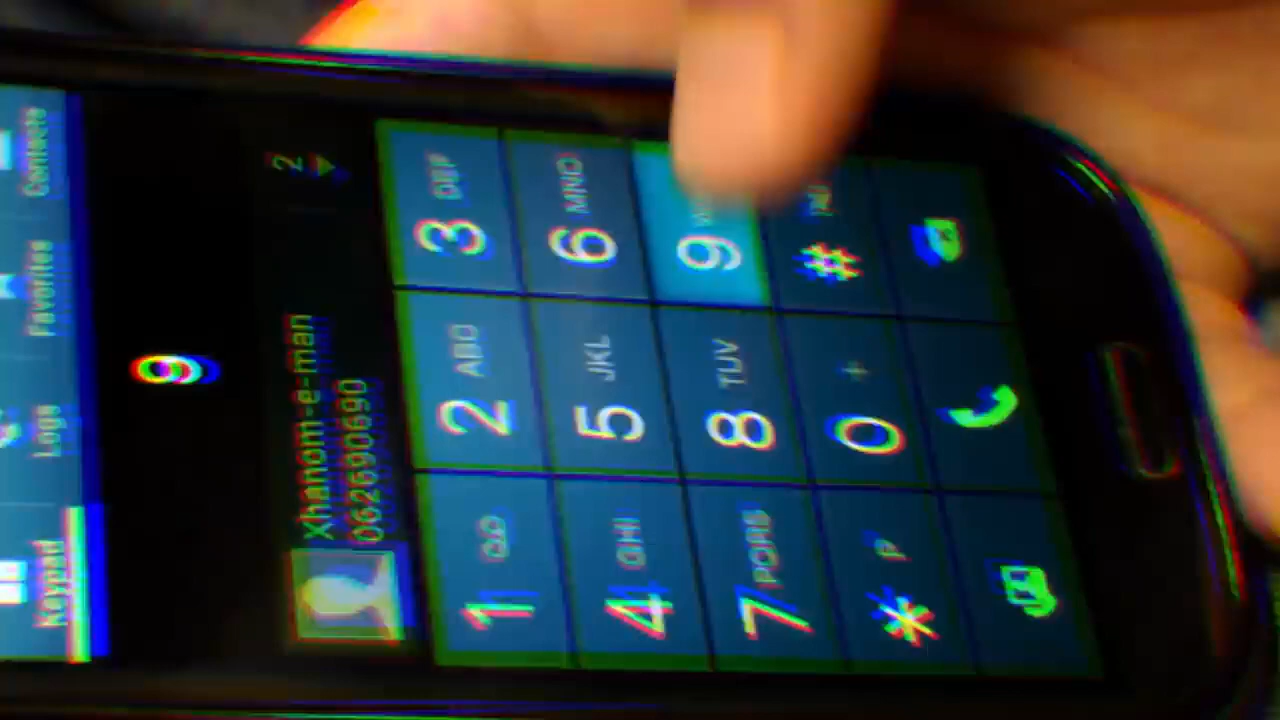 Keypad
Logs
Favorites
Contacts
9
Xhanom-e-man
062690690
2
1
2 ABC
3 DEF
4 GHI
5 JKL
6 MNO
7 PQRS
8 TUV
9
* P
0 +
#